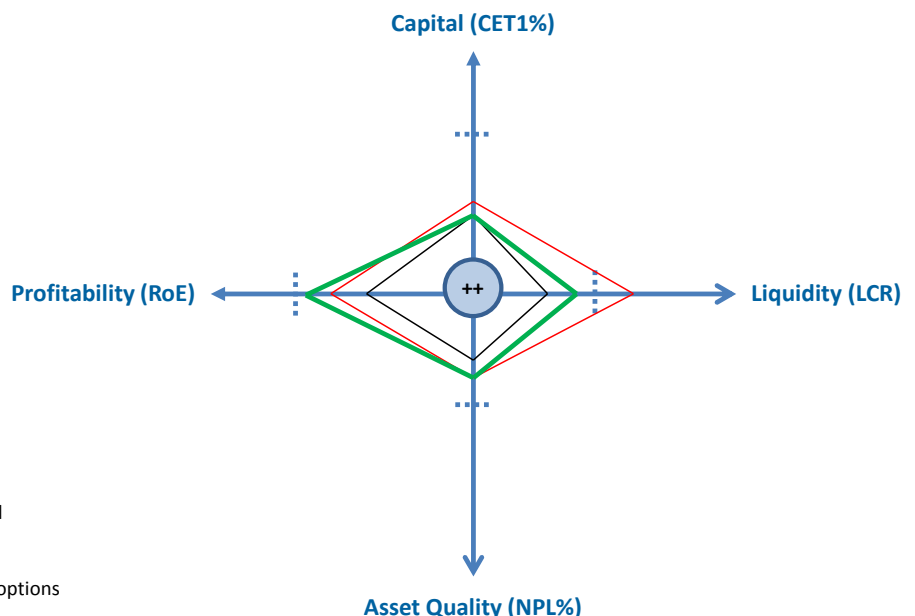 Capital (CET1%)
Profitability (RoE)
++
Liquidity (LCR)
options
Asset Quality (NPL%)